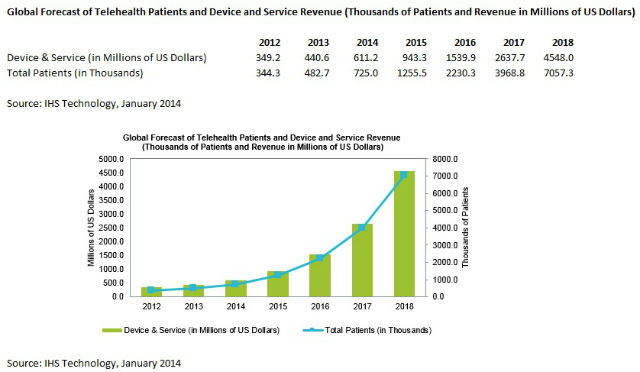 Global Forecast of Telehealth Patients and Device and Service Revenue (Thousands of Patients and Revenue in Millions of US Dollars)
2012 2013 2014 2015 2016 2017 2018
Device & Service (in Millions of US Dollars) 349.2 440.6 611.2 943.3 1539.9 2637.7 4548.0
Total Patients (in Thousands) 344.3 482.7 725.0 1255.5 2230.3 3968.8 7057.3
Source: IHS Technology, January 2014
Global Forecast of Telehealth Patients and Device and Service Revenue
(Thousands of Patients and Revenue in Millions of US Dollars)
5000.0
4500.0
4000.0
3500.0
3000.0
2500.0
2000.0
1500.0
1000.0
500.0
0.0
Millions of US Dollars
8000.0
7000.0
6000.0
5000.0
4000.0
3000.0
2000.0
1000.0
0.0
Thousands of Patients
2012 2013 2014 2015 2016 2017 2018
Device & Service (in Millions of US Dollars) Total Patients (in Thousands)
Source: IHS Technology, January 2014